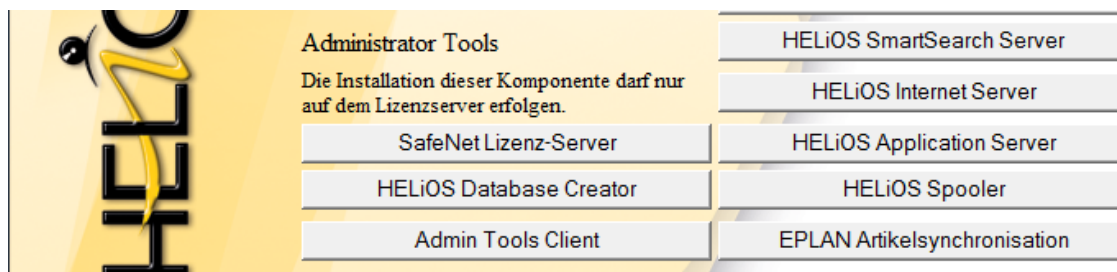 HELiO
Administrator Tools
Die Installation dieser Komponente darf nur
auf dem Lizenzserver erfolgen.
SafeNet Lizenz-Server
HELiOS Database Creator
Admin Tools Client
HELiOS SmartSearch Server
HELiOS Internet Server
HELiOS Application Server
HELiOS Spooler
EPLAN Artikelsynchronisation